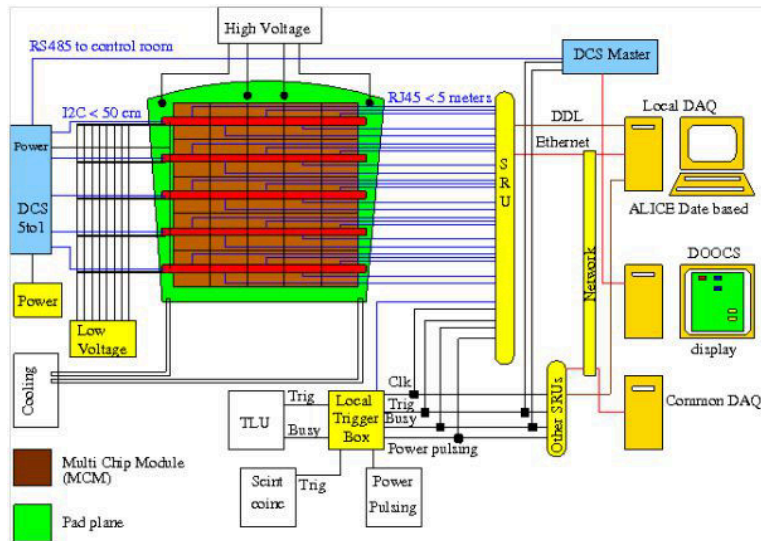 High Voltage
RS485 to control room
DCS Master
I2C < 50 cm
RJ45 < 5 meters
Local DAQ
DDL
Ethernet
Power
SRU
DCS
5to1
ALICE Date based
DOOCS
Network
Power
Low
Voltage
display
Cooling
Clk
Trig
Local
Trigger
Box
Trig
TLU
Busy
Busy
Other SRUs
Common DAQ
Power pulsing
Multi Chip Module
(MCM)
Scint
coinc
Trig
Power
Pulsing
Pad plane